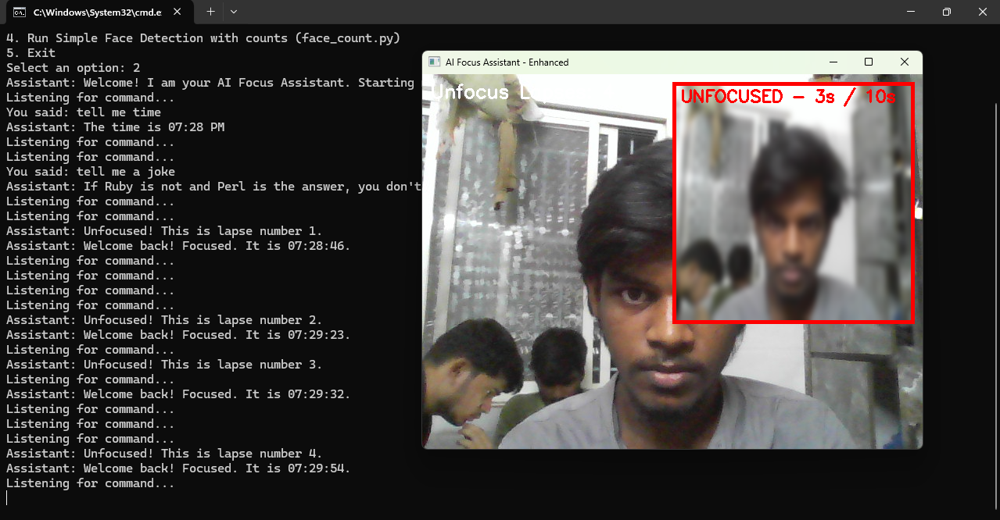 C:\Windows\System32\cmd.e
4. Run Simple Face Detection with counts (face_count.py)
5. Exit
Select an option: 2
Assistant: Welcome! I am your AI Focus Assistant. Starting
Listening for command...
You said: tell me time
Assistant: The time is 07:28 PM
Listening for command...
Listening for command...
You said: tell me a joke
Assistant: If Ruby is not and Perl is the answer, you don't
Listening for command...
Listening for command...
Assistant: Unfocused! This is lapse number 1.
Assistant: Welcome back! Focused. It is 07:28:46.
Listening for command...
Listening for command...
Listening for command...
Listening for command...
Assistant: Unfocused! This is lapse number 2.
Assistant: Welcome back! Focused. It is 07:29:23.
Listening for command...
Assistant: Unfocused! This is lapse number 3.
Listening for command...
Assistant: Welcome back! Focused. It is 07:29:32.
Listening for command...
Listening for command...
Listening for command...
Assistant: Unfocused! This is lapse number 4.
Assistant: Welcome back! Focused. It is 07:29:54.
Listening for command...
AI Focus Assistant - Enhanced
Unfocus
UNFOCUSED - 3s / 10s